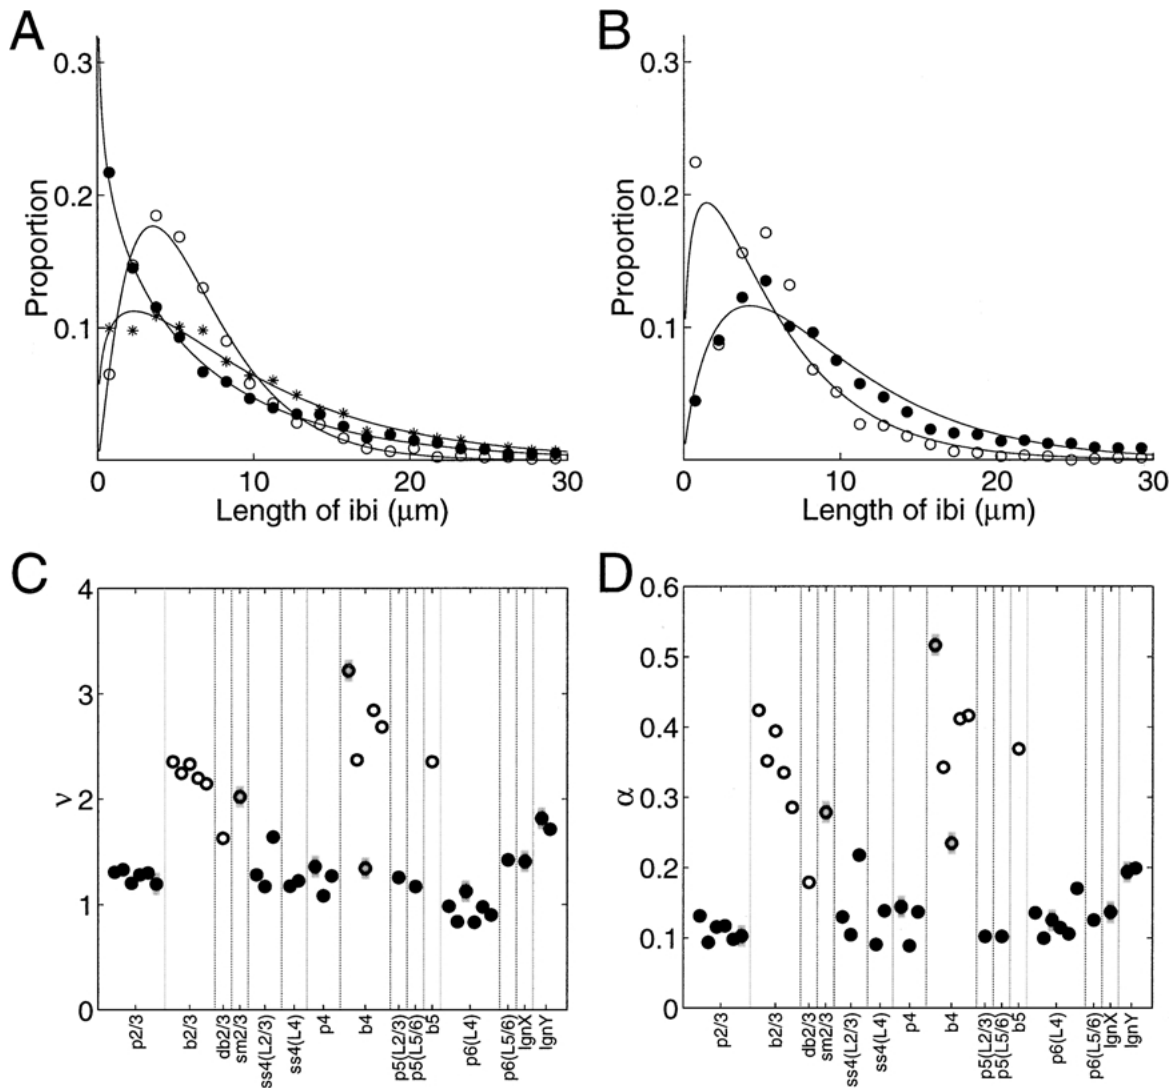 A
B
0.3
0.2
0.1
Proportion
0
10
20
30
Length of ibi (μm)
0.3
0.2
0.1
Proportion
0
10
20
30
Length of ibi (μm)
C
D
4
3
2
1
0
ν
p2/3
b2/3
db2/3
sm2/3
ss4(L2/3)
ss4(L4)
p4
b4
p5(L2/3)
p5(L5/6)
b5
p6(L4)
p6(L5/6)
lgnX
lgnY
0.6
0.5
0.4
0.3
0.2
0.1
0
α
p2/3
b2/3
db2/3
sm2/3
ss4(L2/3)
ss4(L4)
p4
b4
p5(L2/3)
p5(L5/6)
b5
p6(L4)
p6(L5/6)
lgnX
lgnY